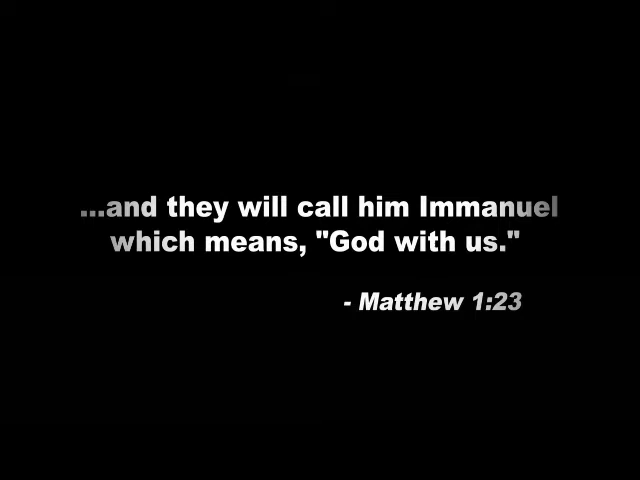 ...and they will call him Immanuel
which means, "God with us."
- Matthew 1:23